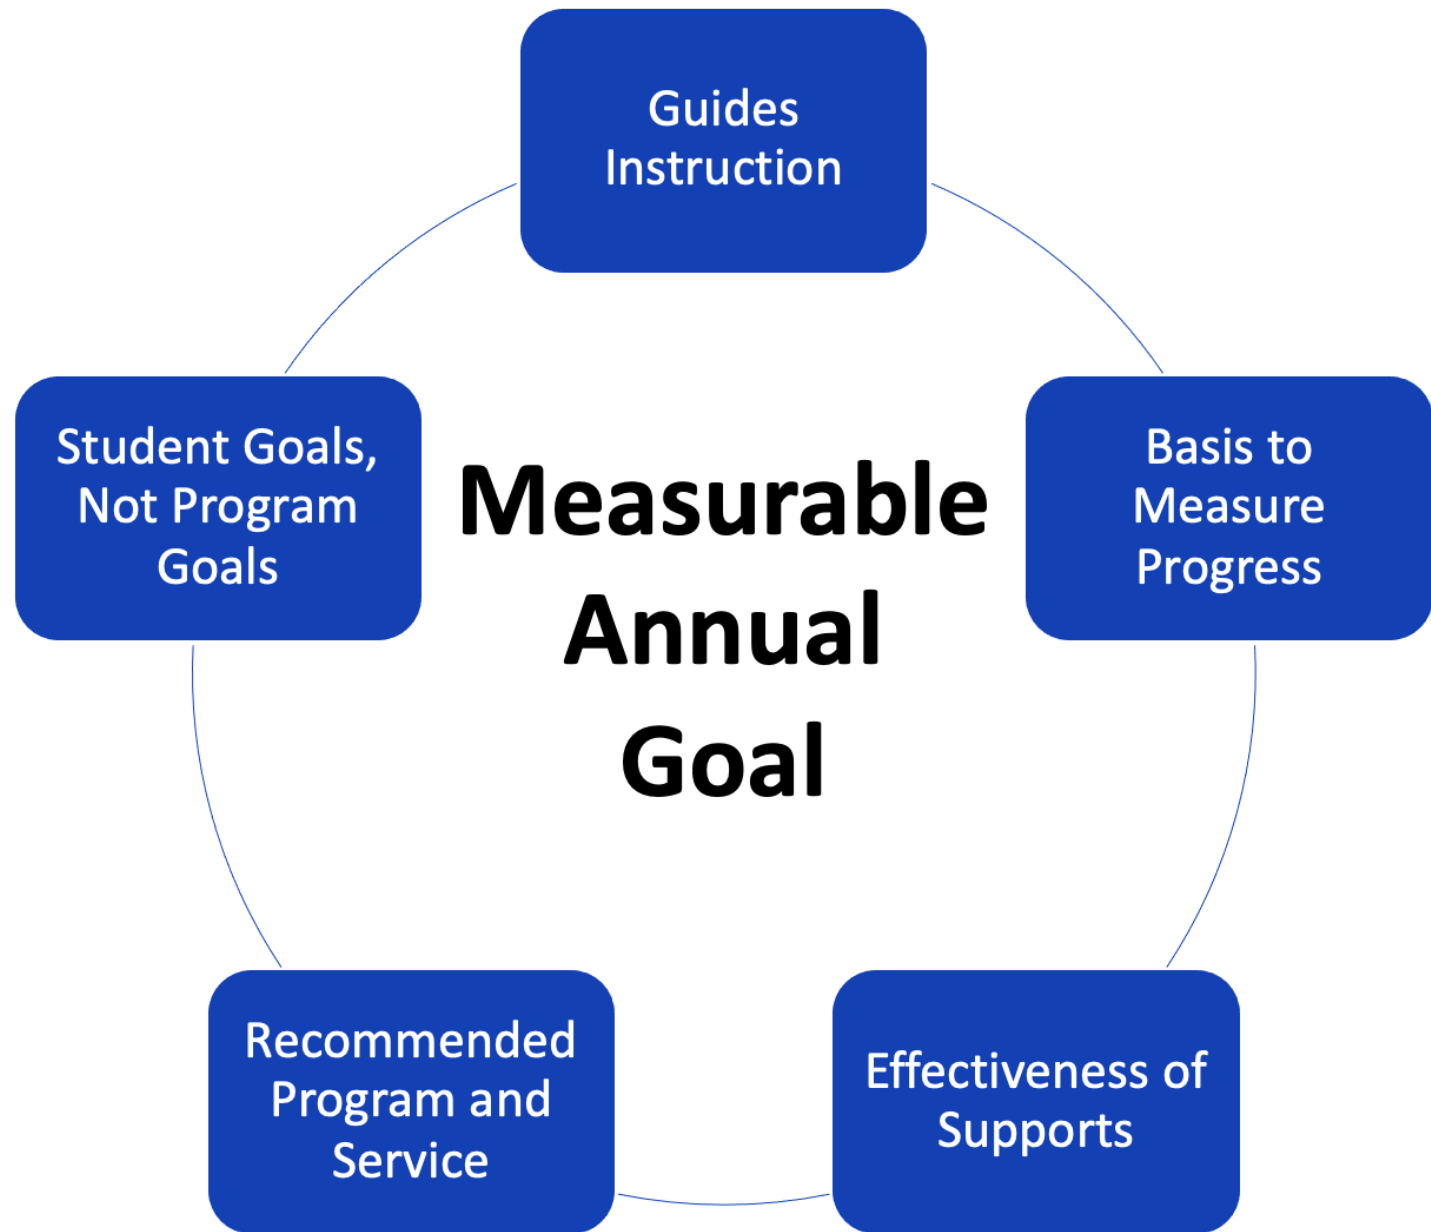 Guides
Instruction
Basis to
Measure
Progress
Effectiveness of
Supports
Recommended
Program and
Service
Student Goals,
Not Program
Goals
Measurable
Annual
Goal